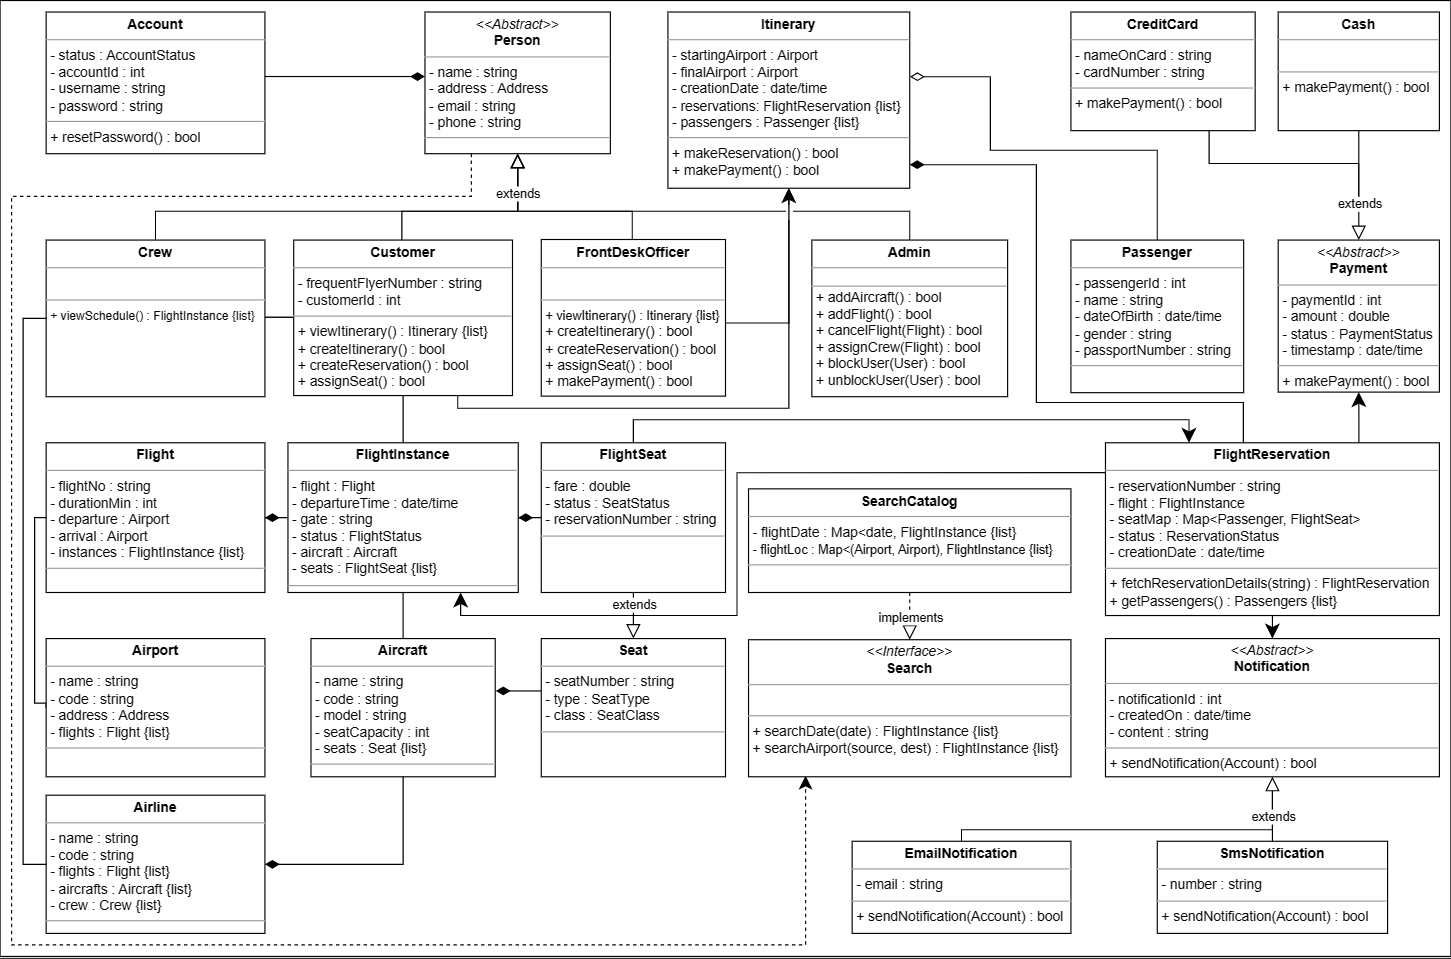 Account
- status : AccountStatus
- accountId : int
- username : string
- password : string
+ resetPassword() : bool
<<Abstract>>
Person
- name : string
- address : Address
- email : string
- phone : string
extends
Itinerary
- startingAirport : Airport
- finalAirport : Airport
- creationDate : date/time
- reservations: FlightReservation {list}
- passengers : Passenger {list}
+ makeReservation() : bool
+ makePayment() : bool
CreditCard
- nameOnCard : string
- cardNumber : string
+ makePayment() : bool
Cash
+ makePayment() : bool
extends
Crew
+ viewSchedule() : FlightInstance {list}
Customer
- frequentFlyerNumber : string
- customerId : int
+ viewItinerary() : Itinerary {list}
+ createItinerary() : bool
+ createReservation() : bool
+ assignSeat() : bool
FrontDeskOfficer
+ viewItinerary() : Itinerary {list}
+ createItinerary() : bool
+ createReservation() : bool
+ assignSeat() : bool
+ makePayment() : bool
Admin
+ addAircraft() : bool
+ addFlight() : bool
+ cancelFlight(Flight) : bool
+ assignCrew(Flight) : bool
+ blockUser(User) : bool
+ unblockUser(User) : bool
Passenger
- passengerId : int
- name : string
- dateOfBirth : date/time
- gender : string
- passportNumber : string
<<Abstract>>
Payment
- paymentId : int
- amount : double
- status : PaymentStatus
- timestamp : date/time
+ makePayment() : bool
Flight
- flightNo : string
- durationMin : int
- departure : Airport
- arrival : Airport
- instances : FlightInstance {list}
FlightInstance
- flight : Flight
- departureTime : date/time
- gate : string
- status : FlightStatus
- aircraft : Aircraft
- seats : FlightSeat {list}
FlightSeat
- fare : double
- status : SeatStatus
- reservationNumber : string
extends
SearchCatalog
- flightDate : Map<date, FlightInstance {list}
- flightLoc : Map<(Airport, Airport), FlightInstance {list}
implements
FlightReservation
- reservationNumber : string
- flight : FlightInstance
- seatMap : Map<Passenger, FlightSeat>
- status : ReservationStatus
- creationDate : date/time
+ fetchReservationDetails(string) : FlightReservation
+ getPassengers() : Passengers {list}
Airport
- name : string
- code : string
- address : Address
- flights : Flight {list}
Aircraft
- name : string
- code : string
- model : string
- seatCapacity : int
- seats : Seat {list}
Seat
- seatNumber : string
- type : SeatType
- class : SeatClass
<<Interface>>
Search
+ searchDate(date) : FlightInstance {list}
+ searchAirport(source, dest) : FlightInstance {list}
<<Abstract>>
Notification
- notificationId : int
- createdOn : date/time
- content : string
+ sendNotification(Account) : bool
extends
Airline
- name : string
- code : string
- flights : Flight {list}
- aircrafts : Aircraft {list}
- crew : Crew {list}
EmailNotification
- email : string
+ sendNotification(Account) : bool
SmsNotification
- number : string
+ sendNotification(Account) : bool